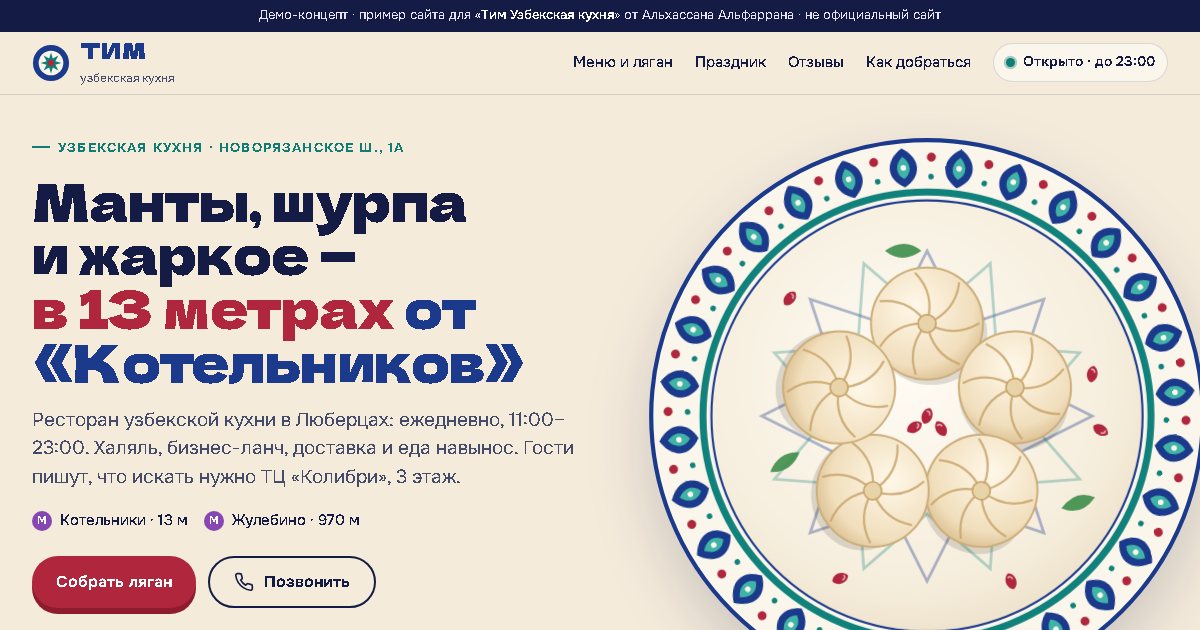 Демо-концепт · пример сайта для «Тим Узбекская кухня» от Альхассана Альфаррана · не официальный сайт
ТИМ
узбекская кухня
Меню и ляган
Праздник
Отзывы
Как добраться
Открыто · до 23:00
— УЗБЕКСКАЯ КУХНЯ · НОВОРЯЗАНСКОЕ Ш., 1А
Манты, шурпа
и жаркое —
в 13 метрах от
«Котельников»
Ресторан узбекской кухни в Люберцах: ежедневно, 11:00–
23:00. Халяль, бизнес-ланч, доставка и еда навынос. Гости
пишут, что искать нужно ТЦ «Колибри», 3 этаж.
М Котельники · 13 м М Жулебино · 970 м
Собрать ляган
Позвонить